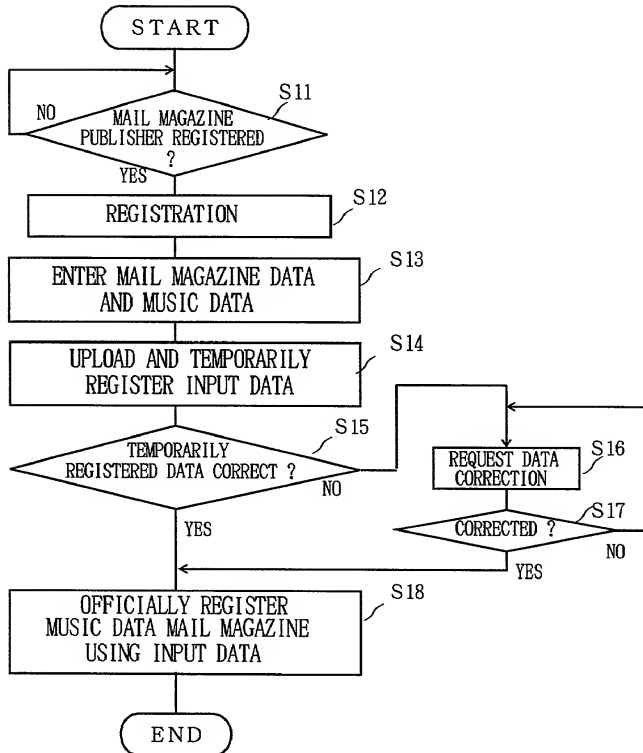 START
S11
NO
MAIL MAGAZINE
PUBLISHER REGISTERED
?
YES
S12
REGISTRATION
S13
ENTER MAIL MAGAZINE DATA
AND MUSIC DATA
S14
UPLOAD AND TEMPORARILY
REGISTER INPUT DATA
S15
TEMPORARILY
REGISTERED DATA CORRECT ?
NO
YES
S16
REQUEST DATA
CORRECTION
S17
CORRECTED ?
NO
YES
S18
OFFICIALLY REGISTER
MUSIC DATA MAIL MAGAZINE
USING INPUT DATA
END